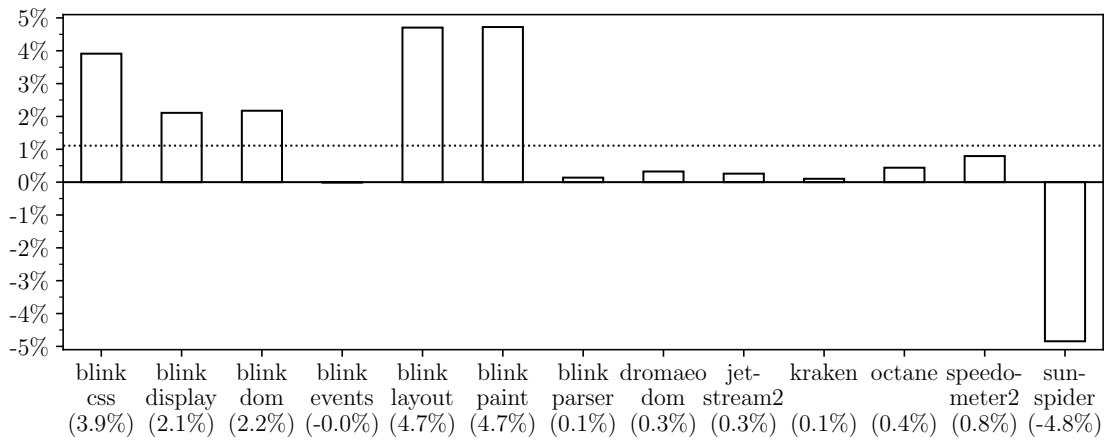 5%
4%
3%
2%
1%
0%
-1%
-2%
-3%
-4%
-5%
blink css (3.9%)
blink display (2.1%)
blink dom (2.2%)
blink events (-0.0%)
blink layout (4.7%)
blink paint (4.7%)
blink parser (0.1%)
dromaeo dom (0.3%)
jet-stream2 (0.3%)
kraken (0.1%)
octane (0.4%)
speedo-meter2 (0.8%)
sun-spider (-4.8%)